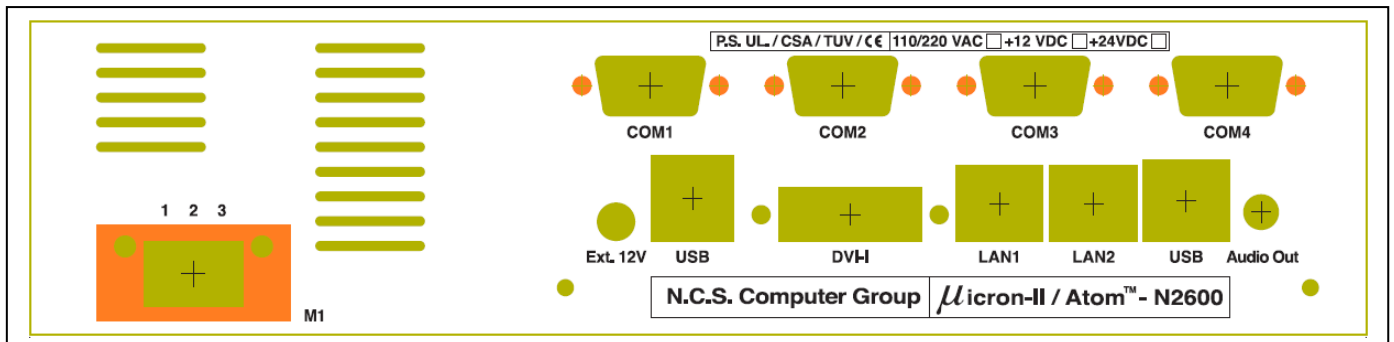 P.S. UL. / CSA / TUV / CE 110/220 VAC +12 VDC +24VDC
COM1 COM2 COM3 COM4
1 2 3
Ext. 12V USB DVI-I LAN1 LAN2 USB Audio Out
N.C.S. Computer Group µicron-II / Atom™- N2600
M1